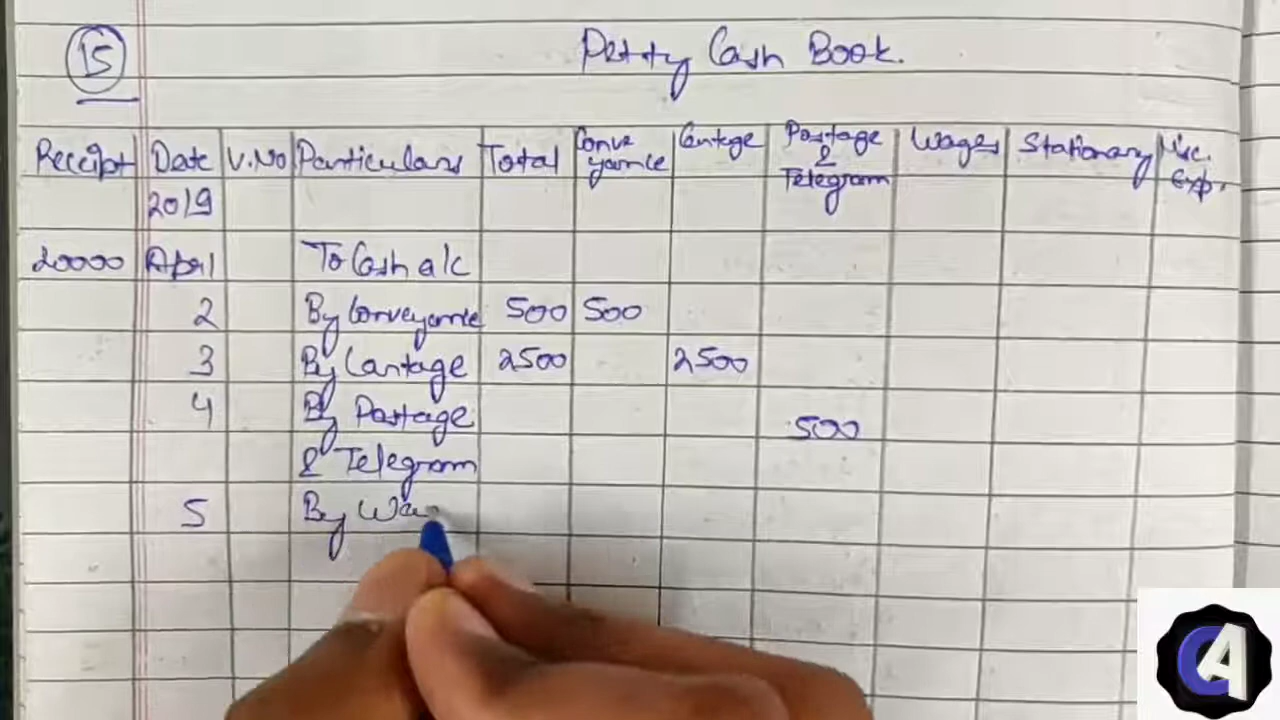 15
Petty Cash Book.
Receipt Date V.No Particulars Total Conveyance Cartage Postage & Telegram Wages Stationary Misc. Exp.
2019
20000 April To Cash a/c
2 By Conveyance 500 500
3 By Cartage 2500 2500
4 By Postage 500
& Telegram
5 By Wa
CA